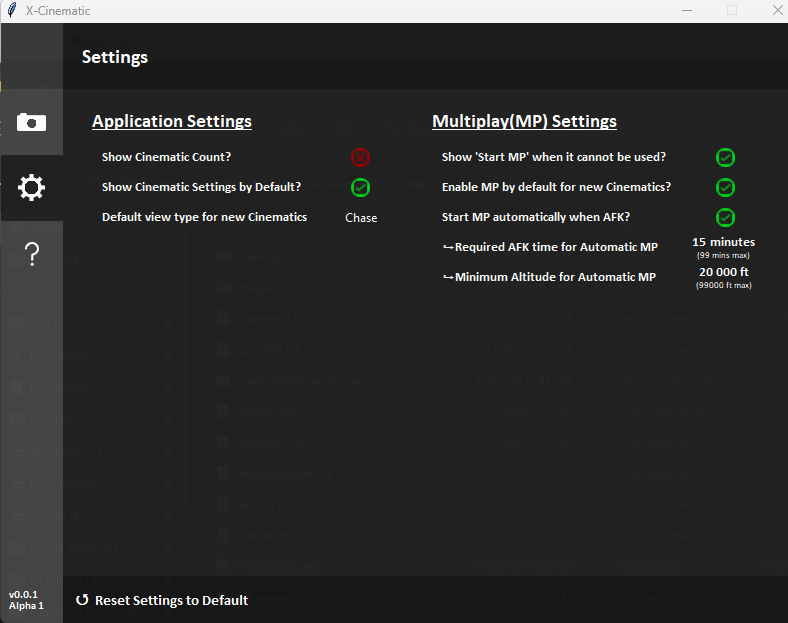 X-Cinematic
Settings
Application Settings
Show Cinematic Count?
Show Cinematic Settings by Default?
Default view type for new Cinematics
Chase
Multiplay(MP) Settings
Show 'Start MP' when it cannot be used?
Enable MP by default for new Cinematics?
Start MP automatically when AFK?
↪Required AFK time for Automatic MP
15 minutes
(99 mins max)
↪Minimum Altitude for Automatic MP
20 000 ft
(99000 ft max)
?
v0.0.1
Alpha 1
↺ Reset Settings to Default